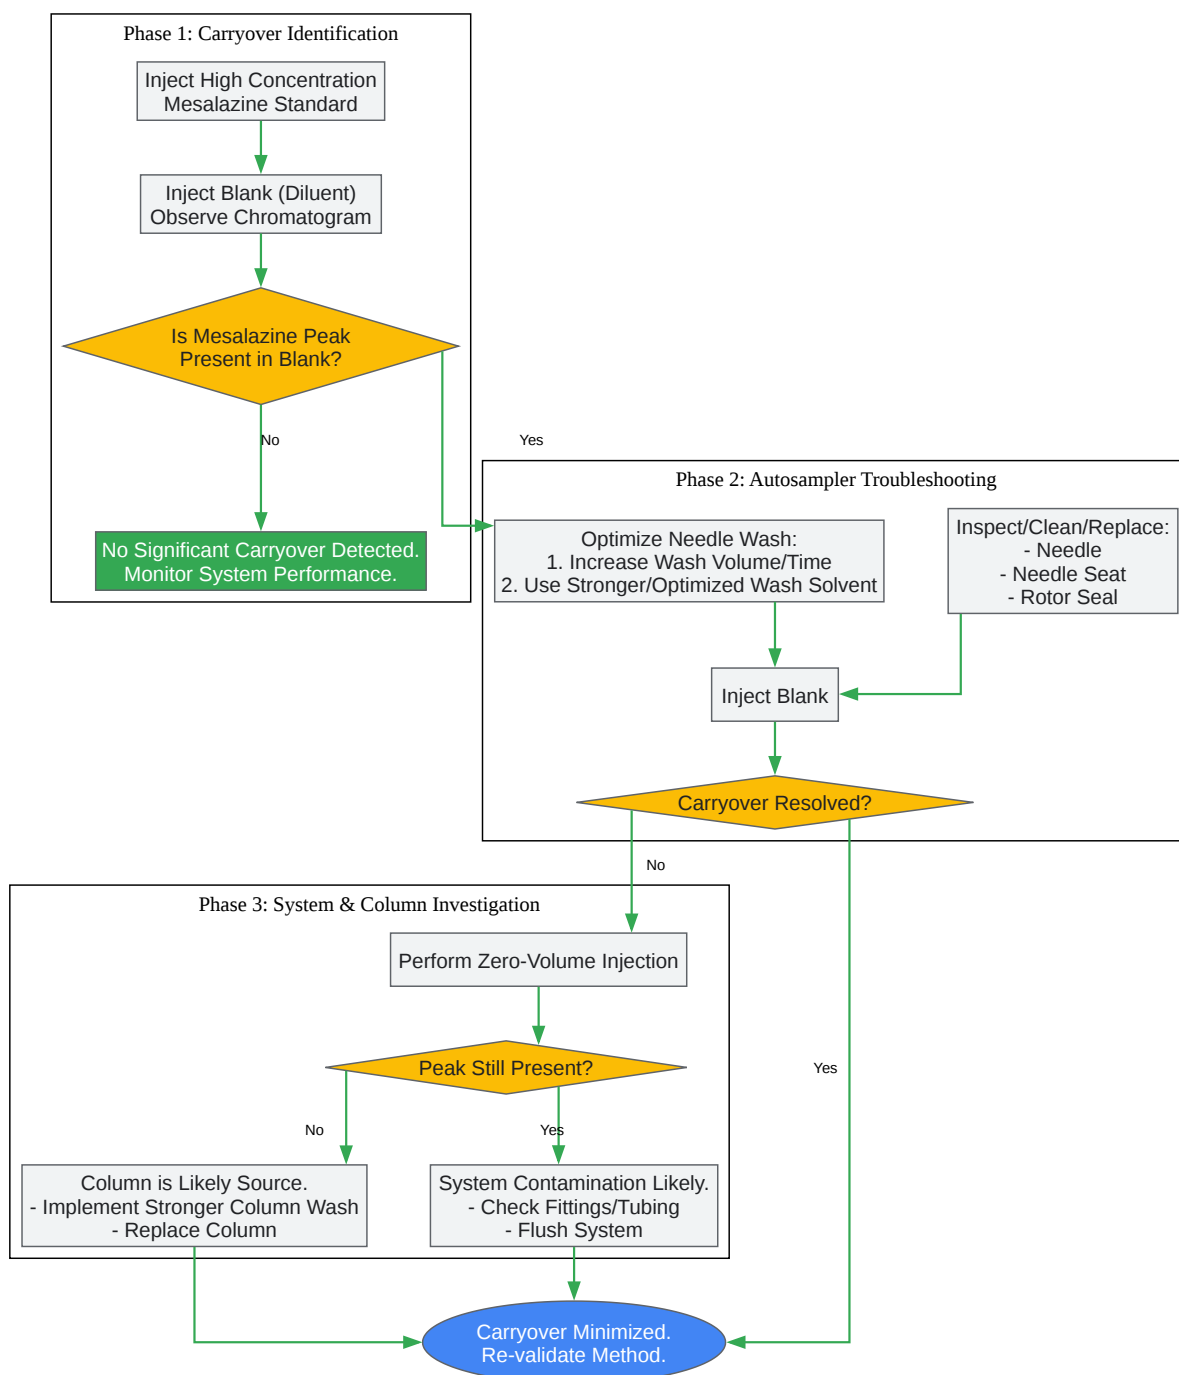 Phase 1: Carryover Identification
Inject High Concentration
Mesalazine Standard
Inject Blank (Diluent)
Observe Chromatogram
Is Mesalazine Peak
Present in Blank?
No
Yes
No Significant Carryover Detected.
Monitor System Performance.
Phase 2: Autosampler Troubleshooting
Optimize Needle Wash:
1. Increase Wash Volume/Time
2. Use Stronger/Optimized Wash Solvent
Inspect/Clean/Replace:
- Needle
- Needle Seat
- Rotor Seal
Inject Blank
Carryover Resolved?
No
Yes
Phase 3: System & Column Investigation
Perform Zero-Volume Injection
Peak Still Present?
No
Yes
Column is Likely Source.
- Implement Stronger Column Wash
- Replace Column
System Contamination Likely.
- Check Fittings/Tubing
- Flush System
Carryover Minimized.
Re-validate Method.